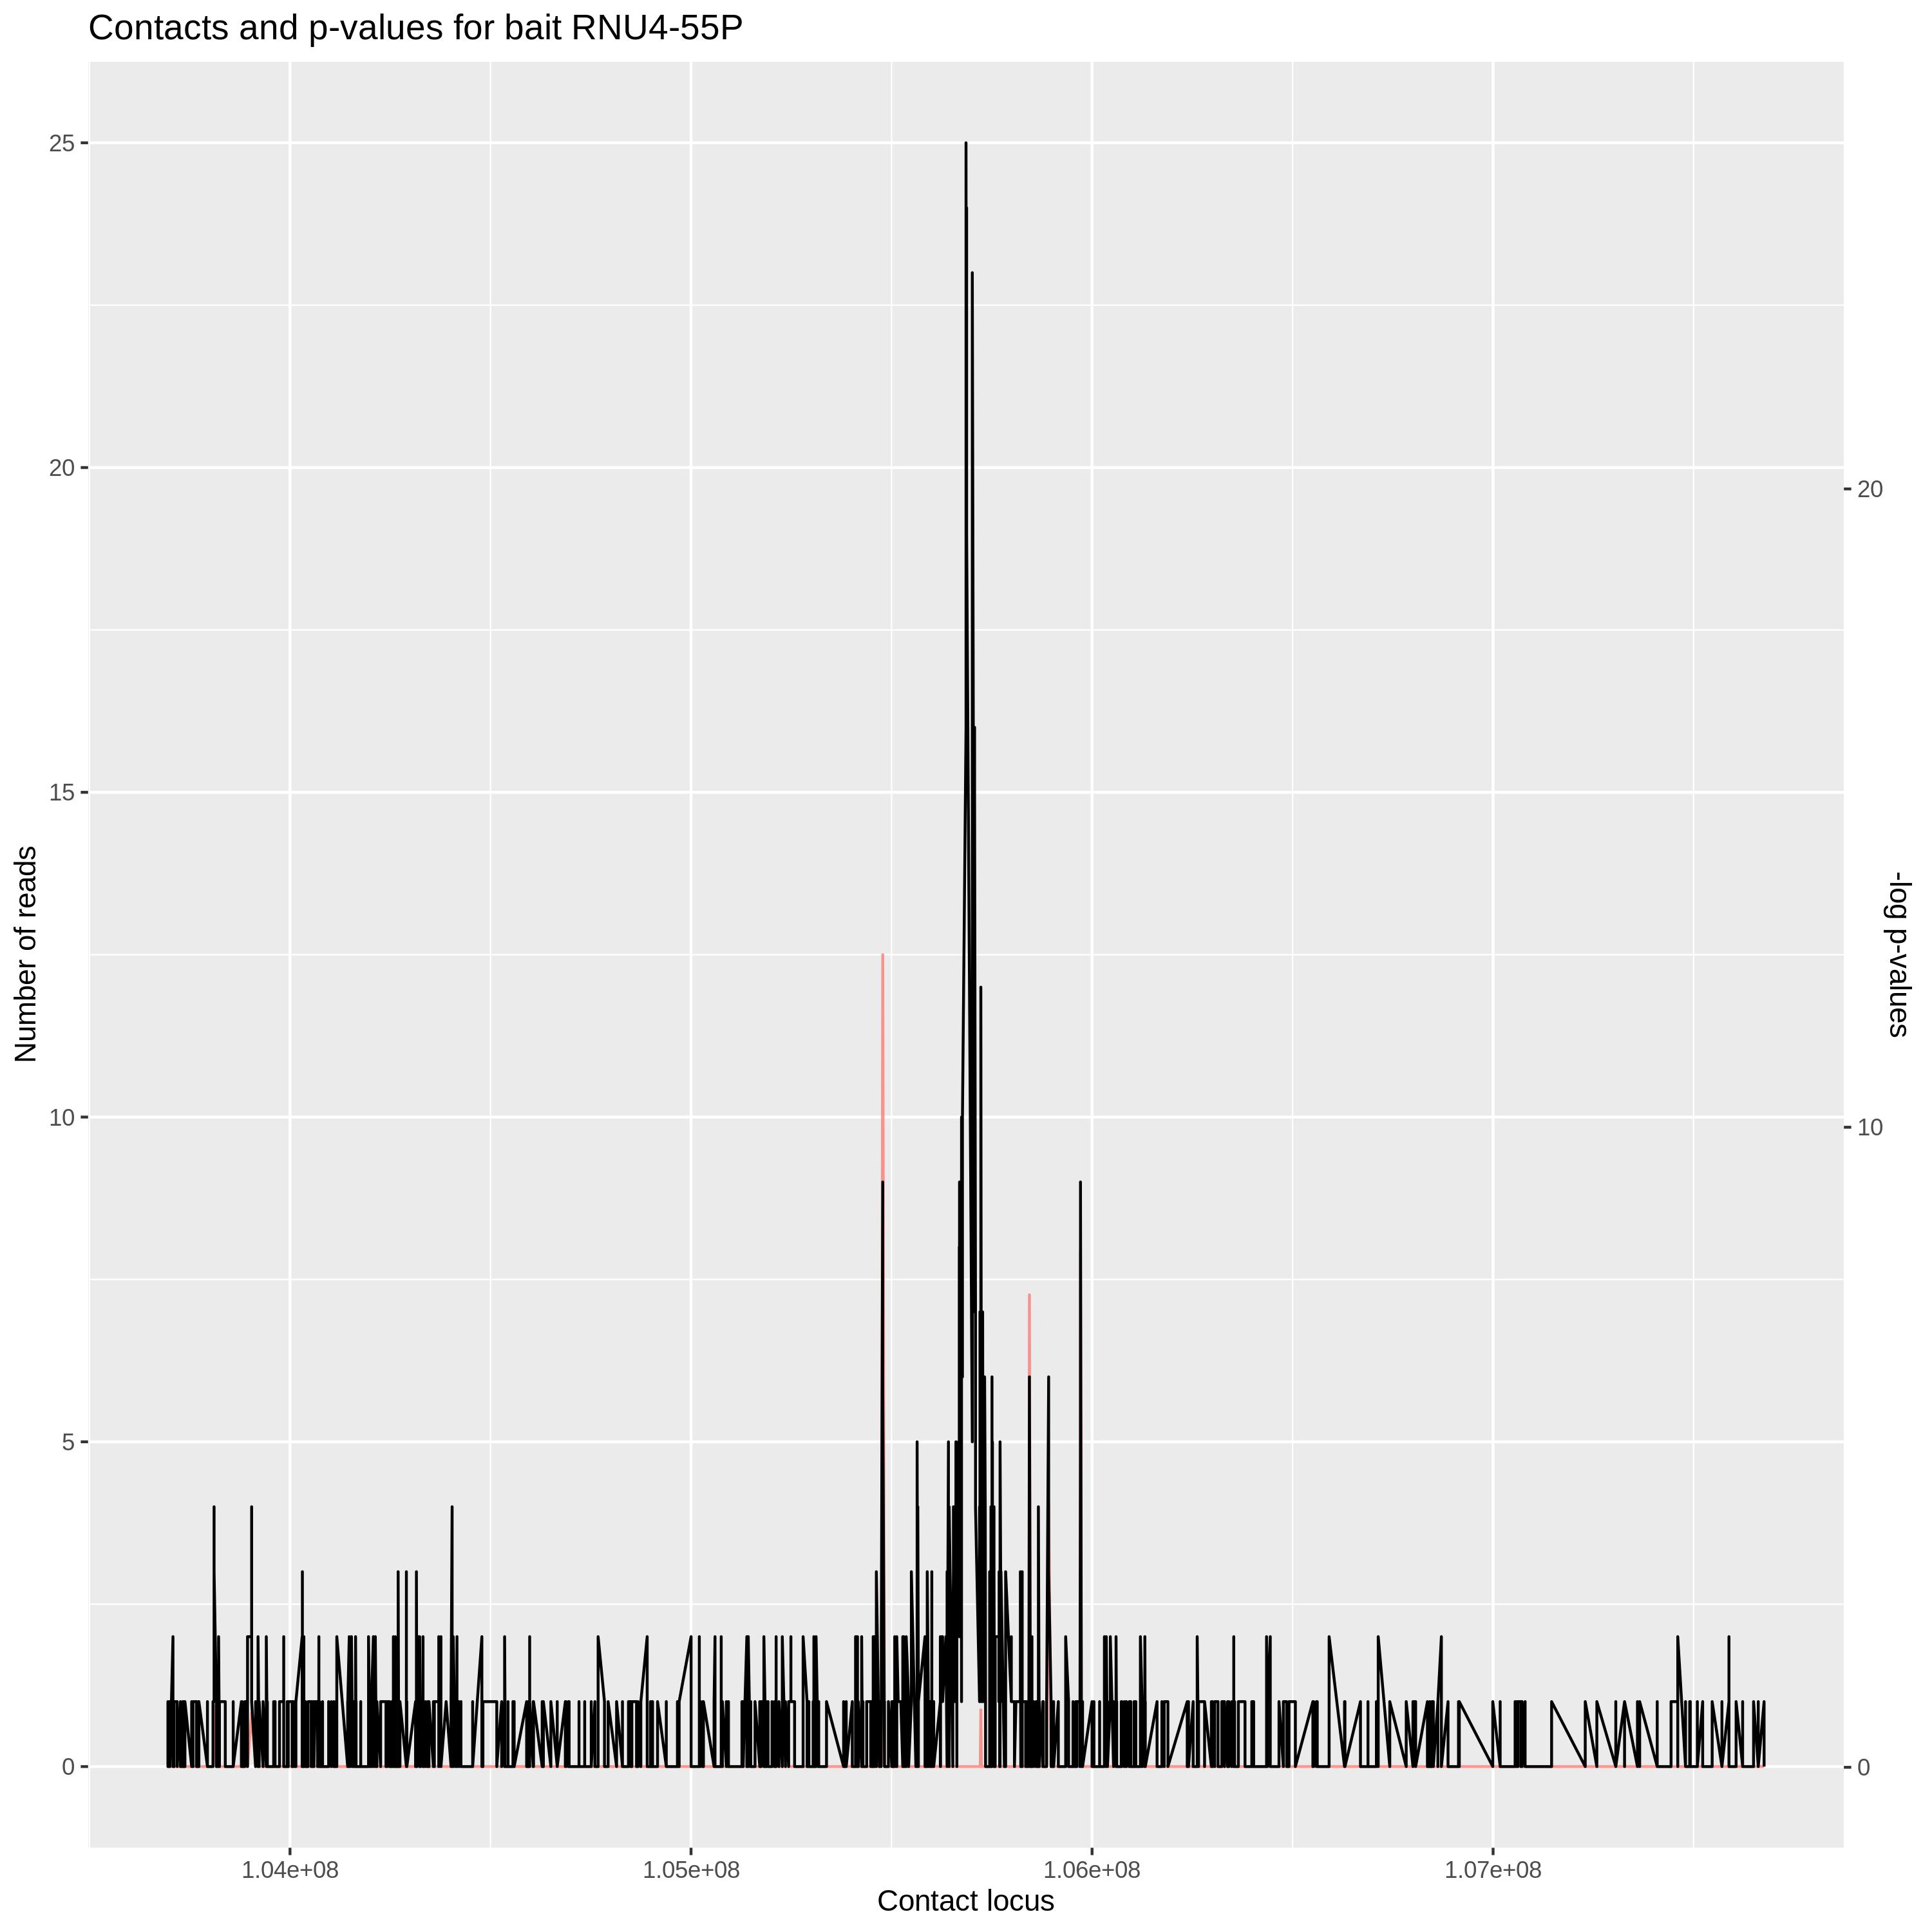 Contacts and p-values for bait RNU4-55P
25
20
15
10
5
0
20
10
0
Number of reads
-log p-values
1.04e+08
1.05e+08
1.06e+08
1.07e+08
Contact locus